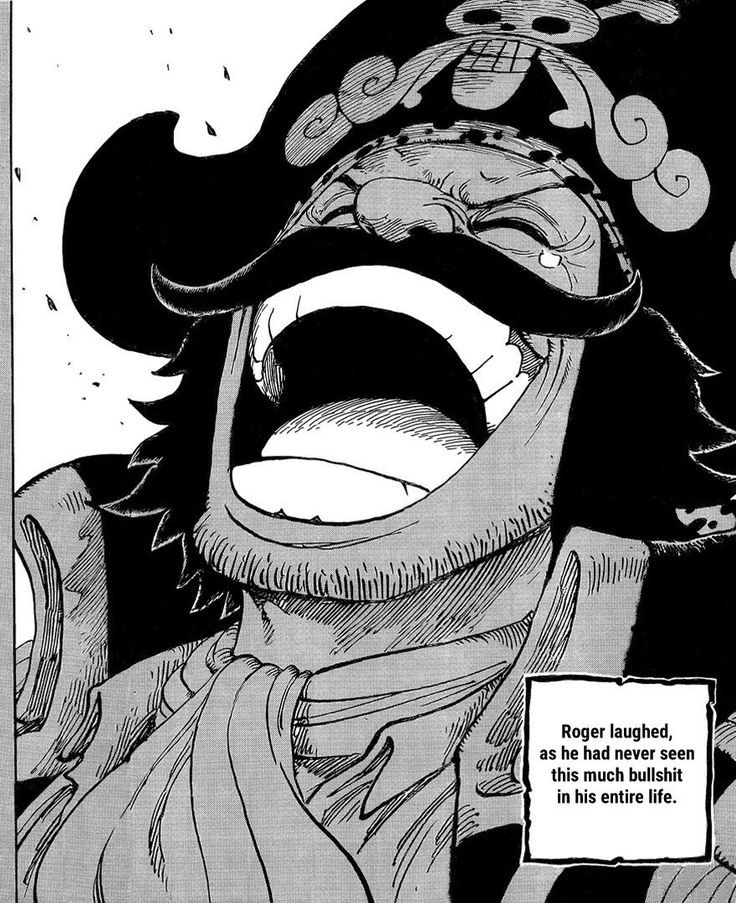 Roger laughed,
as he had never seen
this much bullshit
in his entire life.